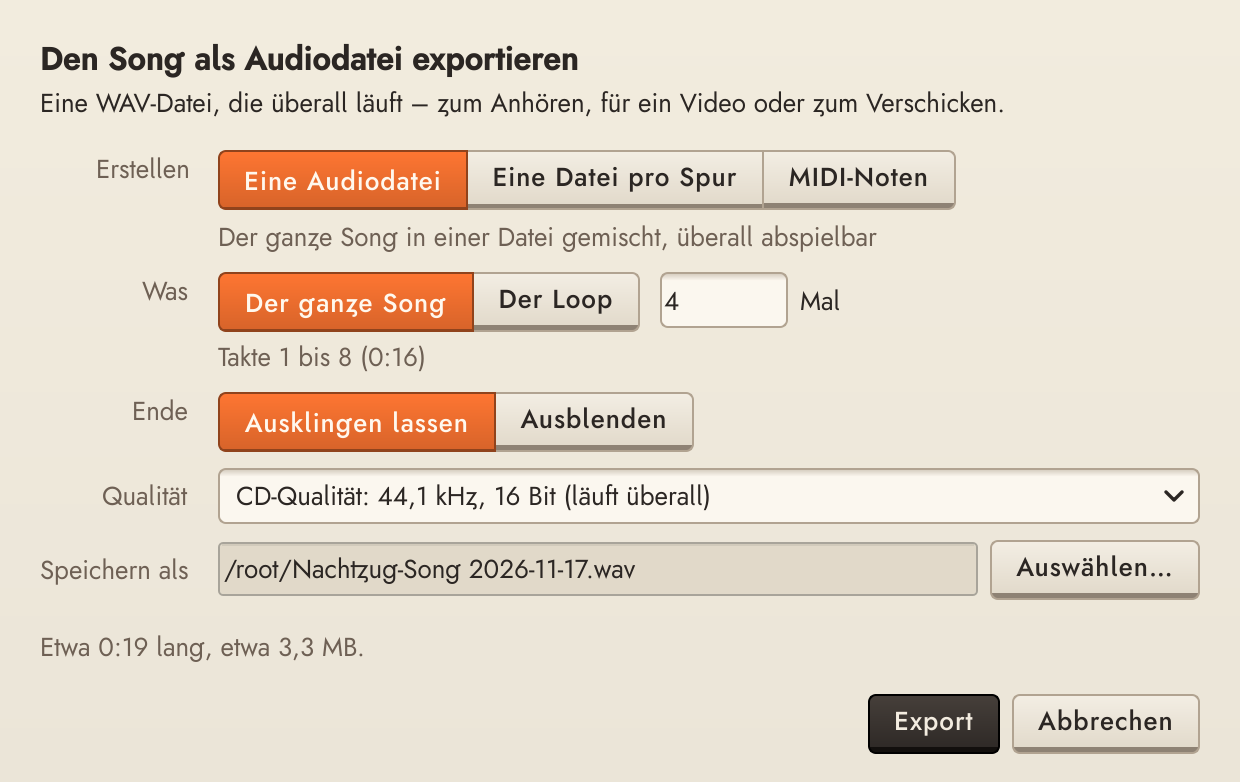 Den Song als Audiodatei exportieren
Eine WAV-Datei, die überall läuft – zum Anhören, für ein Video oder zum Verschicken.
Erstellen Eine Audiodatei Eine Datei pro Spur MIDI-Noten
Der ganze Song in einer Datei gemischt, überall abspielbar
Was Der ganze Song Der Loop 4 Mal
Takte 1 bis 8 (0:16)
Ende Ausklingen lassen Ausblenden
Qualität CD-Qualität: 44,1 kHz, 16 Bit (läuft überall)
Speichern als /root/Nachtzug-Song 2026-11-17.wav Auswählen...
Etwa 0:19 lang, etwa 3,3 MB.
Export Abbrechen